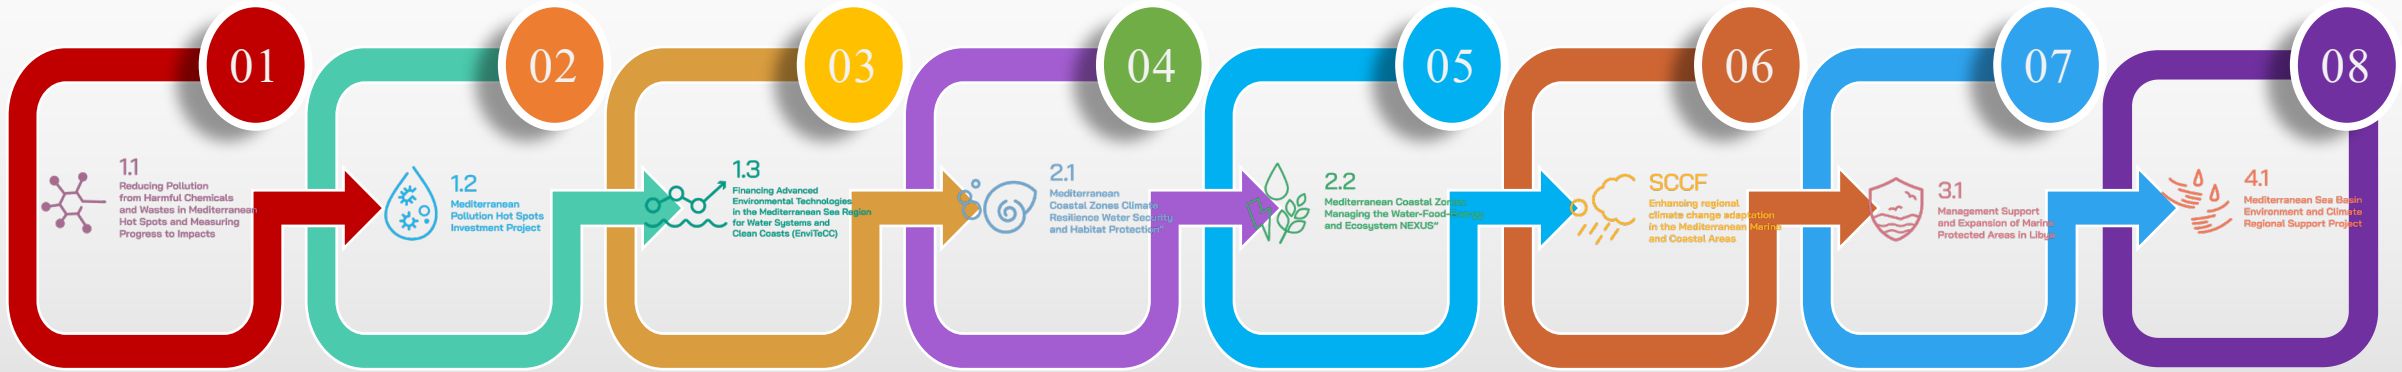 01
1.1
Reducing Pollution
from Harmful Chemicals
and Wastes in Mediterranean
Hot Spots and Measuring
Progress to Impacts
02
1.2
Mediterranean
Pollution Hot Spots
Investment Project
03
1.3
Financing Advanced
Environmental Technologies
in the Mediterranean Sea Region
for Water Systems and
Clean Coasts (EnviTeCC)
04
2.1
Mediterranean
Coastal Zones Climate
Resilience Water Security
and Habitat Protection"
05
2.2
Mediterranean Coastal Zones
Managing the Water-Food-Energy
and Ecosystem NEXUS"
06
SCCF
Enhancing regional
climate change adaptation
in the Mediterranean Marine
and Coastal Areas
07
3.1
Management Support
and Expansion of Marine
Protected Areas in Libya
08
4.1
Mediterranean Sea Basin
Environment and Climate
Regional Support Project